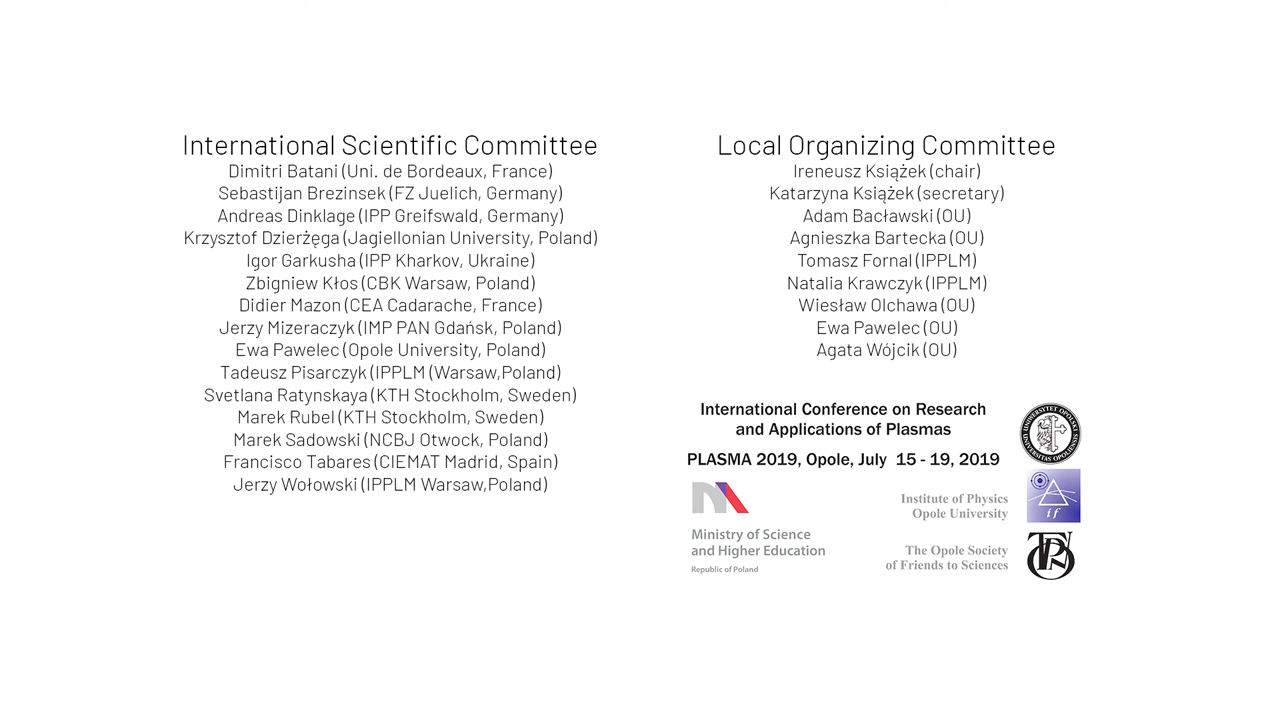 International Scientific Committee
Dimitri Batani (Uni. de Bordeaux, France)
Sebastijan Brezinsek (FZ Juelich, Germany)
Andreas Dinklage (IPP Greifswald, Germany)
Krzysztof Dzierżęga (Jagiellonian University, Poland)
Igor Garkusha (IPP Kharkov, Ukraine)
Zbigniew Kłos (CBK Warsaw, Poland)
Didier Mazon (CEA Cadarache, France)
Jerzy Mizeraczyk (IMP PAN Gdańsk, Poland)
Ewa Pawelec (Opole University, Poland)
Tadeusz Pisarczyk (IPPLM (Warsaw,Poland)
Svetlana Ratynskaya (KTH Stockholm, Sweden)
Marek Rubel (KTH Stockholm, Sweden)
Marek Sadowski (NCBJ Otwock, Poland)
Francisco Tabares (CIEMAT Madrid, Spain)
Jerzy Wołowski (IPPLM Warsaw,Poland)
Local Organizing Committee
Ireneusz Książek (chair)
Katarzyna Książek (secretary)
Adam Bacławski (OU)
Agnieszka Bartecka (OU)
Tomasz Fornal (IPPLM)
Natalia Krawczyk (IPPLM)
Wiesław Olchawa (OU)
Ewa Pawelec (OU)
Agata Wójcik (OU)
International Conference on Research
and Applications of Plasmas
PLASMA 2019, Opole, July 15 - 19, 2019
UNIWERSYTET OPOLSKI
UNIVERSITAS OPOLIENSIS
Ministry of Science
and Higher Education
Republic of Poland
Institute of Physics
Opole University
if
The Opole Society
of Friends to Sciences